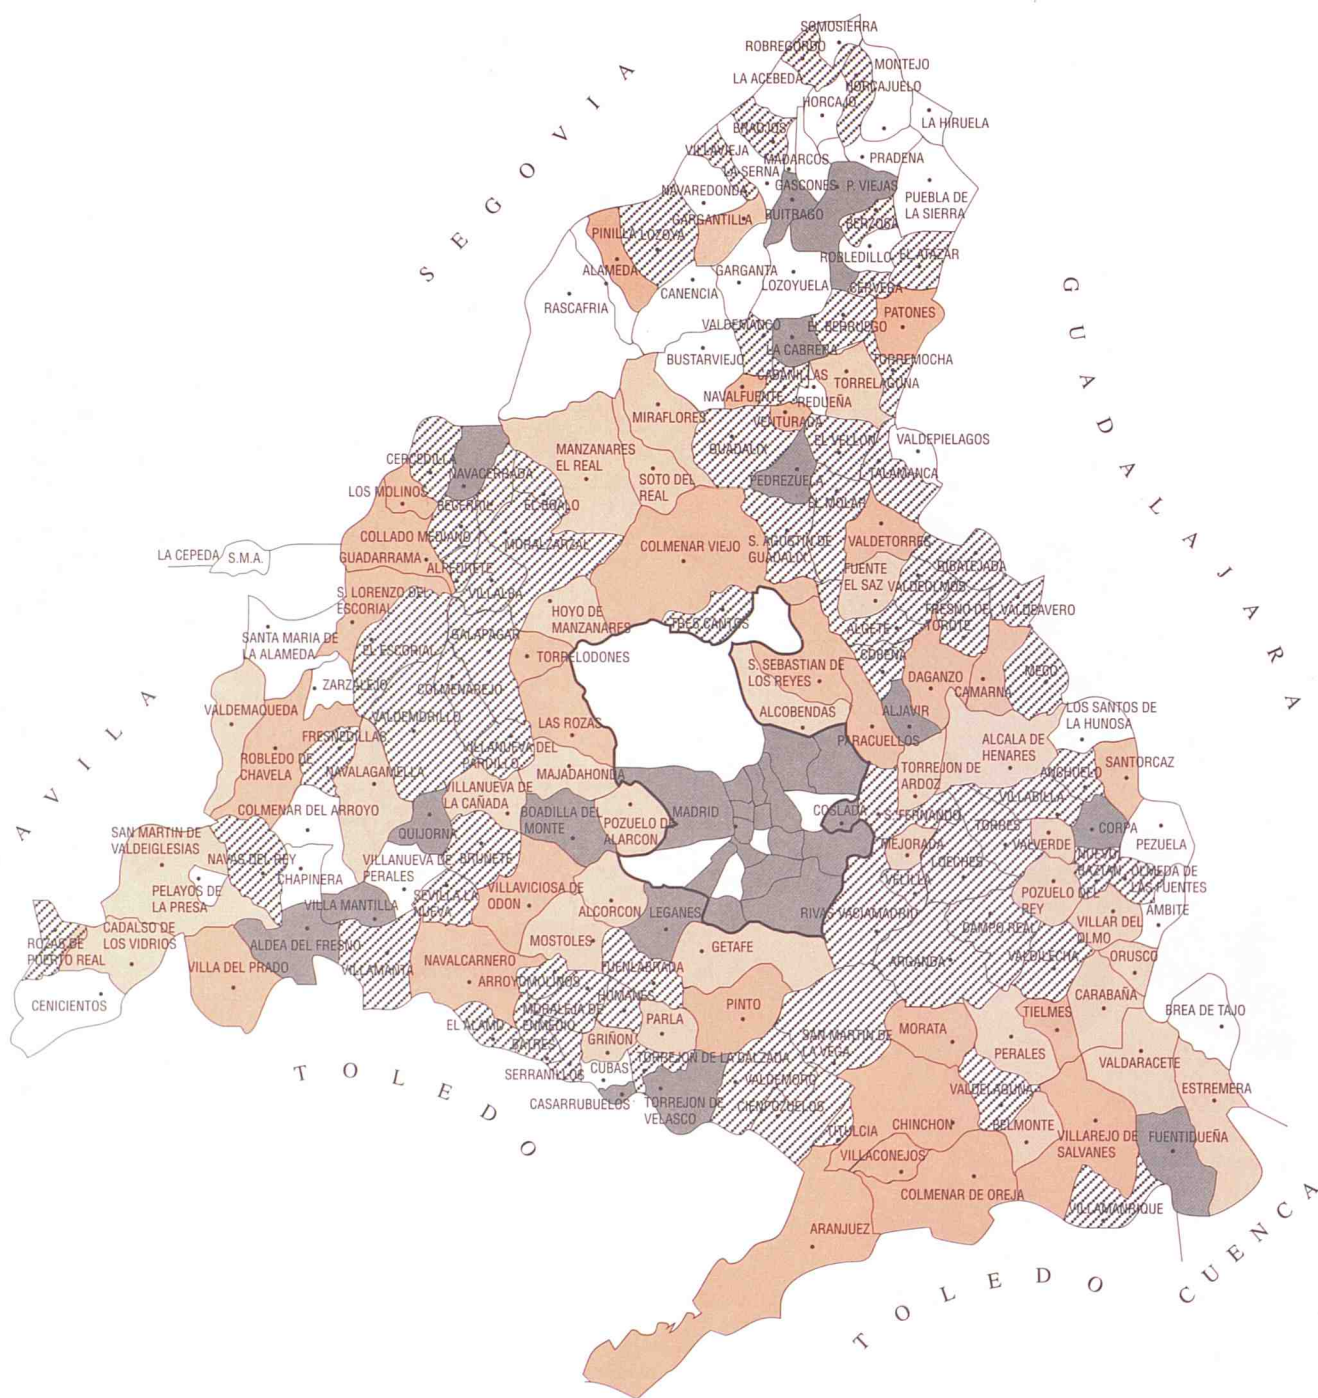 SOMOSIERRA
ROBREGORDO
MONTEJO
LA ACEBEDA
HORCAJUELO
HORCAJO
LA HIRUELA
BRAOJOS
VILLAVIEJA
MADARCOS
PRADENA
LA SERNA
GASCONES
P. VIEJAS
NAVAREDONDA
PUEBLA DE
LA SIERRA
BUITRAGO
GARGANTILLA
BERZOSA
PINILLA
LOZOYA
ROBLEDILLO
EL ATAZAR
ALAMEDA
GARGANTA
LOZOYUELA
CERVERA
RASCAFRIA
CANENCIA
PATONES
VALDEMANCO
EL BERRUEGO
LA CABRERA
BUSTARVIEJO
TORREMOCHA
CABANILLAS
TORRELAGUNA
NAVALFUENTE
REDUEÑA
MIRAFLORES
VENTURADA
GUADALIX
EL VELLON
VALDEPIELAGOS
MANZANARES
EL REAL
CERCEDILLA
NAVACERRADA
SOTO DEL
REAL
PEDREZUELA
TALAMANCA
LOS MOLINOS
BECERRIL
EL BOALO
EL MOLAR
COLLADO MEDIANO
MORALZARZAL
COLMENAR VIEJO
S. AGUSTIN DE
GUADALIX
VALDETORRES
LA CEPEDA
S.M.A.
GUADARRAMA
ALPEDRETE
FUENTE
EL SAZ
RIBATEJADA
VALDEOLMOS
S. LORENZO DEL
ESCORIAL
VILLALBA
HOYO DE
MANZANARES
TRES CANTOS
FRESNO DE
TOROTE
VALDEAVERO
ALGETE
SANTA MARIA DE
LA ALAMEDA
EL ESCORIAL
GALAPAGAR
TORRELODONES
COBEÑA
S. SEBASTIAN DE
LOS REYES
DAGANZO
MECO
CAMARNA
ZARZALEJO
COLMENAREJO
VALDEMAQUEDA
ALCOBENDAS
ALJAVIR
LOS SANTOS DE
LA HUNOSA
VALDEMORILLO
LAS ROZAS
FRESNEDILLAS
PARACUELLOS
ALCALA DE
HENARES
ROBLEDO DE
CHAVELA
VILLANUEVA DEL
PARDILLO
NAVALAGAMELLA
MAJADAHONDA
TORREJON DE
ARDOZ
ANCHUELO
SANTORCAZ
VILLANUEVA DE
LA CAÑADA
VILLABILLA
COLMENAR DEL ARROYO
BOADILLA DEL
MONTE
POZUELO DE
ALARCON
MADRID
COSLADA
S. FERNANDO
TORRES
CORPA
QUIJORNA
SAN MARTIN DE
VALDEIGLESIAS
MEJORADA
VALVERDE
PEZUELA
NAVAS DEL REY
VILLANUEVA DE
PERALES
BRUNETE
LOECHES
NUEVO
BAZTAN
OLMEDA DE
LAS FUENTES
CHAPINERA
VELILLA
PELAYOS DE
LA PRESA
SEVILLA LA
NUEVA
VILLAVICIOSA DE
ODON
POZUELO DEL
REY
VILLA MANTILLA
ALCORCON
LEGANES
RIVAS VACIAMADRID
VILLAR DEL
OLMO
AMBITE
CADALSO DE
LOS VIDRIOS
CAMPO REAL
ROZAS DE
PUERTO REAL
ALDEA DEL FRESNO
MOSTOLES
GETAFE
VALDILECHA
ORUSCO
VILLA DEL PRADO
VILLAMANTA
NAVALCARNERO
FUENLABRADA
ARGANDA
ARROYOMOLINOS
HUMANES
CARABAÑA
CENICIENTOS
MORALEJA DE
ENMEDIO
PARLA
PINTO
TIELMES
BREA DE TAJO
EL ALAMO
MORATA
BATRES
GRIÑON
SAN MARTIN DE
LA VEGA
PERALES
VALDARACETE
SERRANILLOS
CUBAS
TORREJON DE LA CALZADA
VALDEMORO
VALDELAGUNA
ESTREMERA
CASARRUBUELOS
TORREJON DE
VELASCO
CIENPOZUELOS
TITULCIA
CHINCHON
BELMONTE
VILLAREJO DE
SALVANES
FUENTIDUEÑA
VILLACONEJOS
COLMENAR DE OREJA
VILLAMANRIQUE
ARANJUEZ
SEGOVIA
GUADALAJARA
AVILA
TOLEDO
TOLEDO
CUENCA